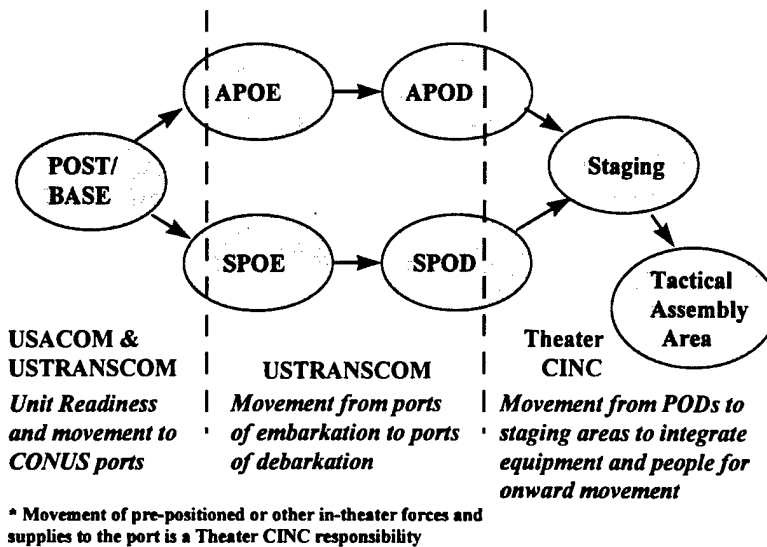 APOE
APOD
POST/
BASE
Staging
SPOE
SPOD
Tactical
Assembly
Area
USACOM &
USTRANSCOM
Unit Readiness
and movement to
CONUS ports
USTRANSCOM
Movement from ports
of embarkation to ports
of debarkation
Theater
CINC
Movement from PODs to
staging areas to integrate
equipment and people for
onward movement
* Movement of pre-positioned or other in-theater forces and
supplies to the port is a Theater CINC responsibility